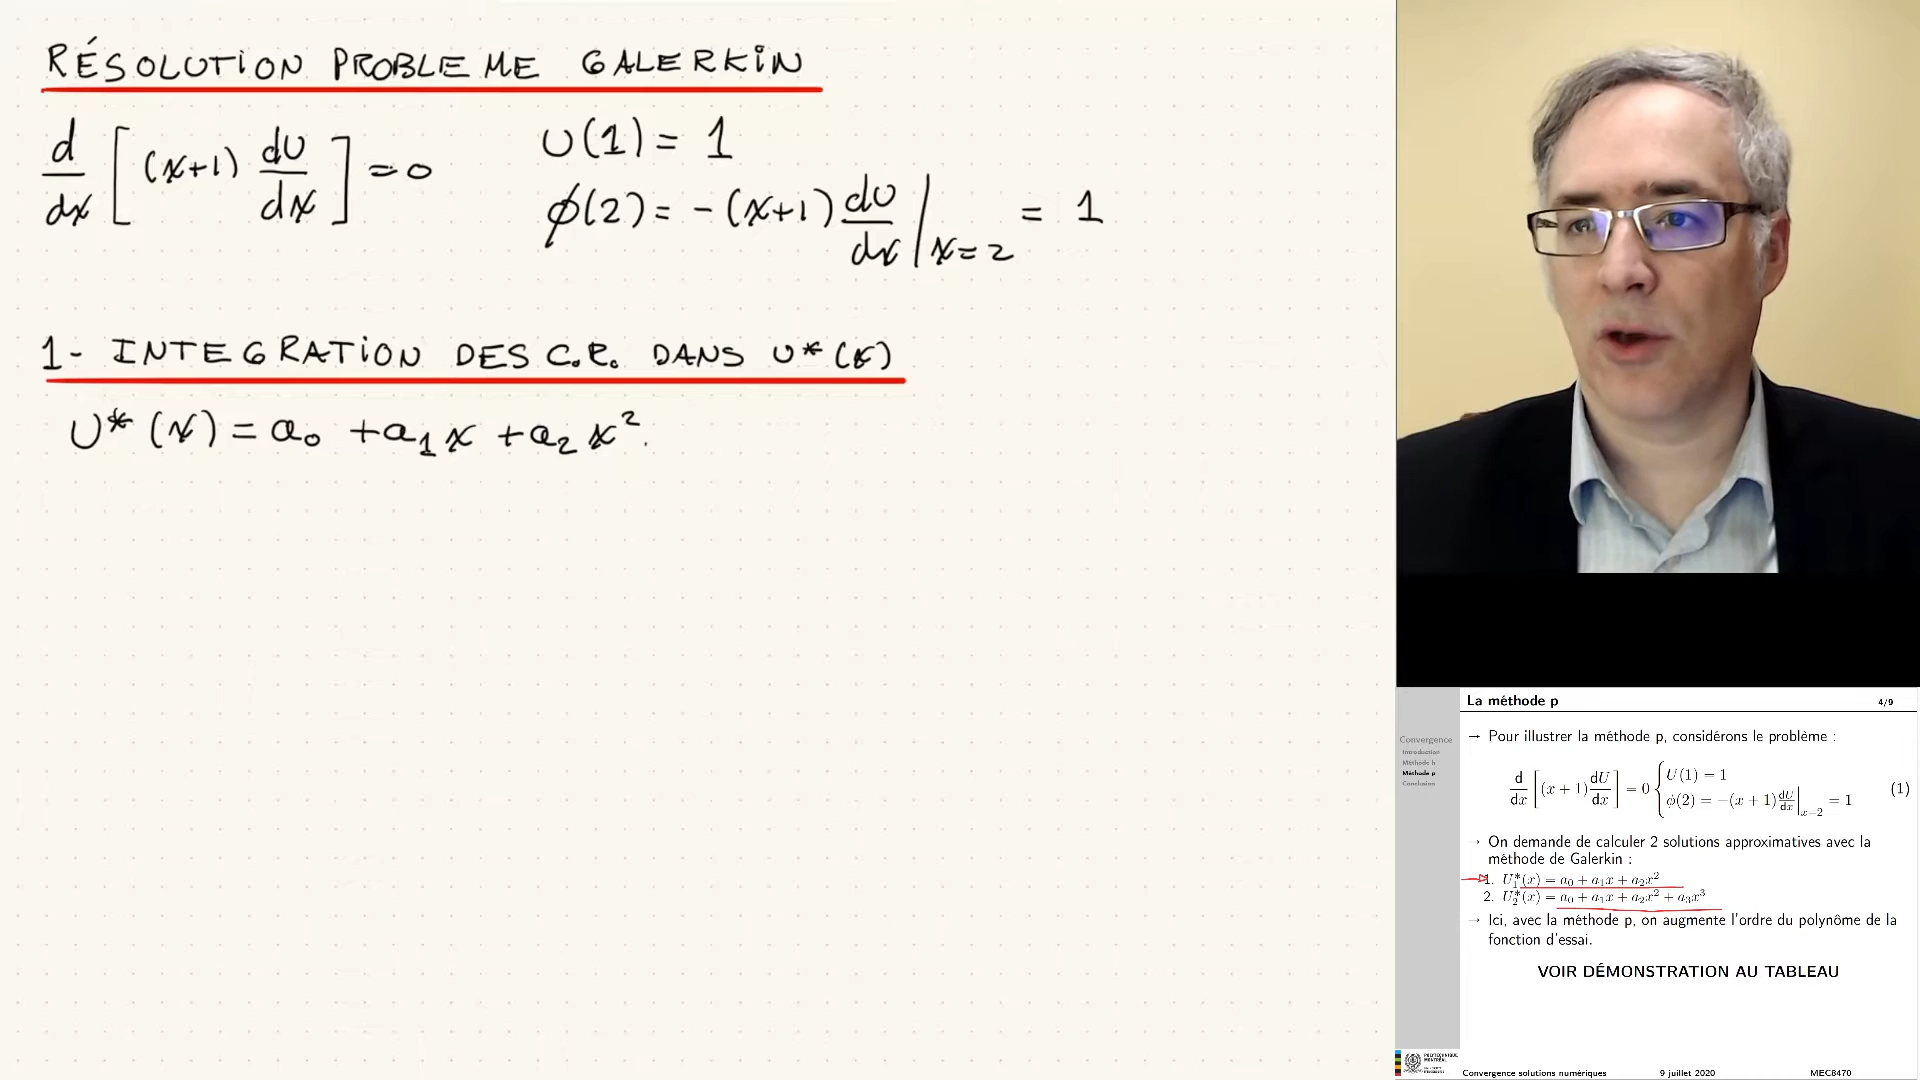 RÉSOLUTION PROBLEME GALERKIN
d/dx [(x+1) dU/dx] = 0
U(1) = 1
ϕ(2) = -(x+1) dU/dx |x=2 = 1
1- INTEGRATION DES C.R. DANS U*(x)
U*(x) = a₀ + a₁x + a₂x².
La méthode p
4/9
Convergence
Introduction
Méthode h
Méthode p
Conclusion
→ Pour illustrer la méthode p, considérons le problème :
d/dx [(x + 1) dU/dx] = 0 { U(1) = 1
ϕ(2) = −(x + 1) dU/dx |x=2 = 1 (1)
→ On demande de calculer 2 solutions approximatives avec la
méthode de Galerkin :
1. U₁*(x) = a₀ + a₁x + a₂x²
2. U₂*(x) = a₀ + a₁x + a₂x² + a₃x³
→ Ici, avec la méthode p, on augmente l'ordre du polynôme de la
fonction d'essai.
VOIR DÉMONSTRATION AU TABLEAU
POLYTECHNIQUE
MONTRÉAL
Convergence solutions numériques
9 juillet 2020
MEC8470